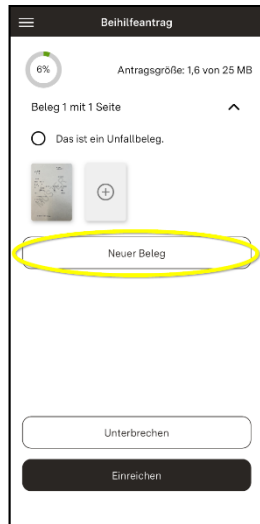 Beihilfeantrag
6%
Antragsgröße: 1,6 von 25 MB
Beleg 1 mit 1 Seite
Das ist ein Unfallbeleg.
Neuer Beleg
Unterbrechen
Einreichen